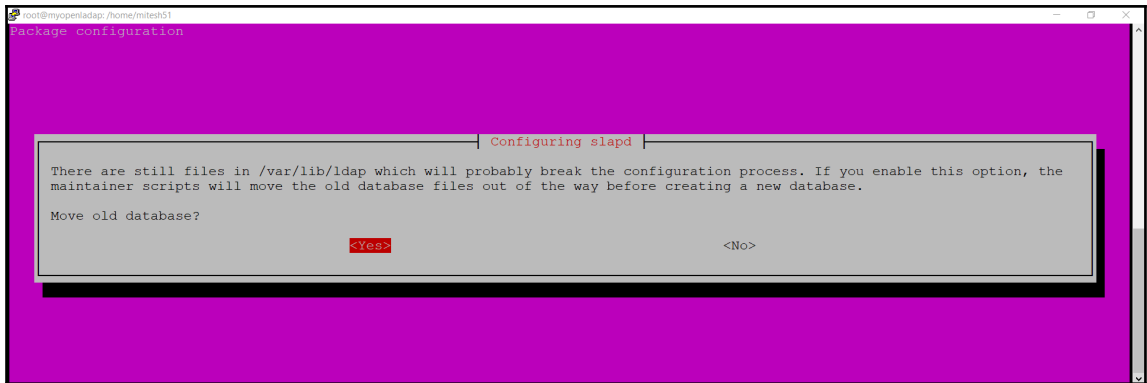 root@myopenladap: /home/mitesh51
Package configuration
Configuring slapd
There are still files in /var/lib/ldap which will probably break the configuration process. If you enable this option, the
maintainer scripts will move the old database files out of the way before creating a new database.
Move old database?
<Yes> <No>